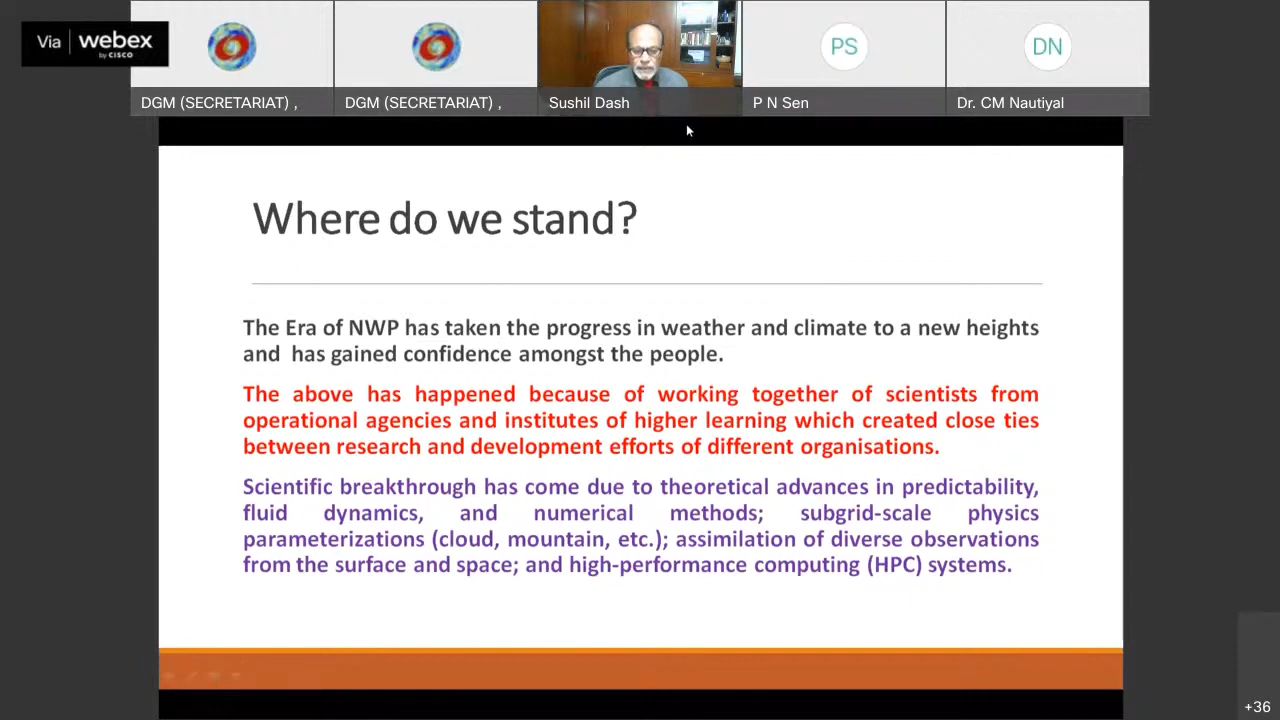 Via webex
by CISCO
PS
DN
DGM (SECRETARIAT) ,
DGM (SECRETARIAT) ,
Sushil Dash
P N Sen
Dr. CM Nautiyal
Where do we stand?
The Era of NWP has taken the progress in weather and climate to a new heights
and has gained confidence amongst the people.
The above has happened because of working together of scientists from
operational agencies and institutes of higher learning which created close ties
between research and development efforts of different organisations.
Scientific breakthrough has come due to theoretical advances in predictability,
fluid dynamics, and numerical methods; subgrid-scale physics
parameterizations (cloud, mountain, etc.); assimilation of diverse observations
from the surface and space; and high-performance computing (HPC) systems.
+36